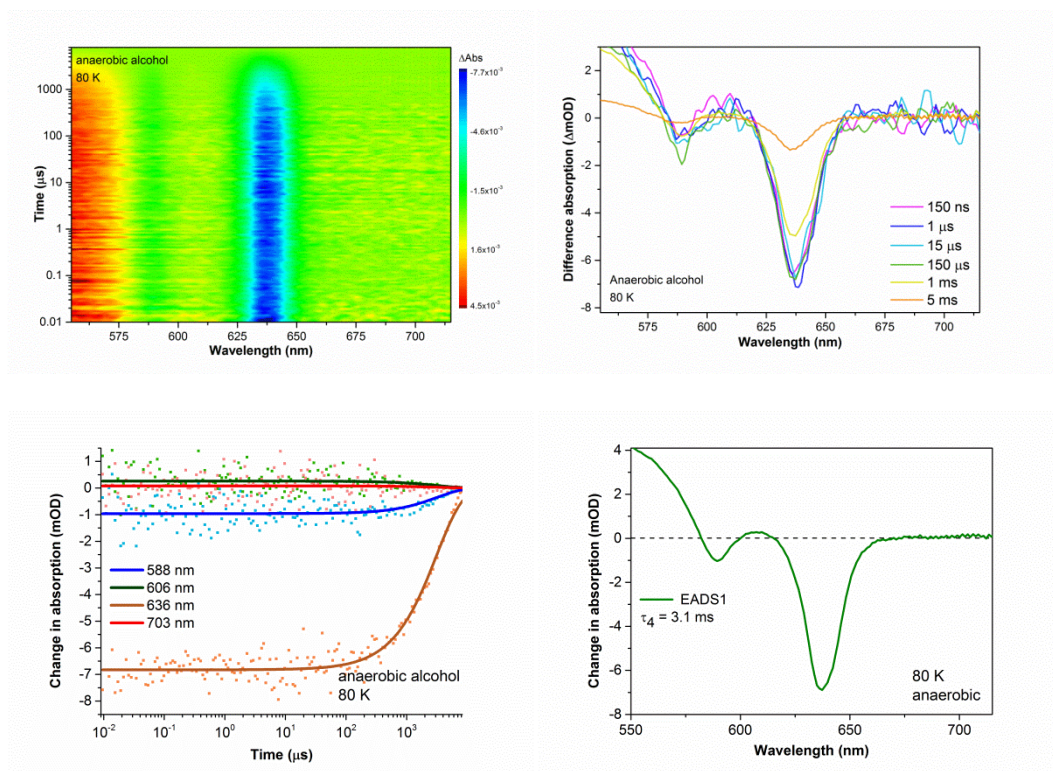 anaerobic alcohol
80 K
ΔAbs
-7.7x10⁻³
-4.6x10⁻³
-1.5x10⁻³
1.6x10⁻³
4.5x10⁻³
1000
100
10
1
0.1
0.01
Time (μs)
575 600 625 650 675 700
Wavelength (nm)
2
0
-2
-4
-6
-8
Difference absorption (ΔmOD)
150 ns
1 μs
15 μs
150 μs
1 ms
5 ms
Anaerobic alcohol
80 K
575 600 625 650 675 700
Wavelength (nm)
1
0
-1
-2
-3
-4
-5
-6
-7
-8
Change in absorption (mOD)
588 nm
606 nm
636 nm
703 nm
anaerobic alcohol
80 K
10⁻² 10⁻¹ 10⁰ 10¹ 10² 10³
Time (μs)
4
2
0
-2
-4
-6
-8
Change in absorption (mOD)
EADS1
τ₄ = 3.1 ms
80 K
anaerobic
550 600 650 700
Wavelength (nm)